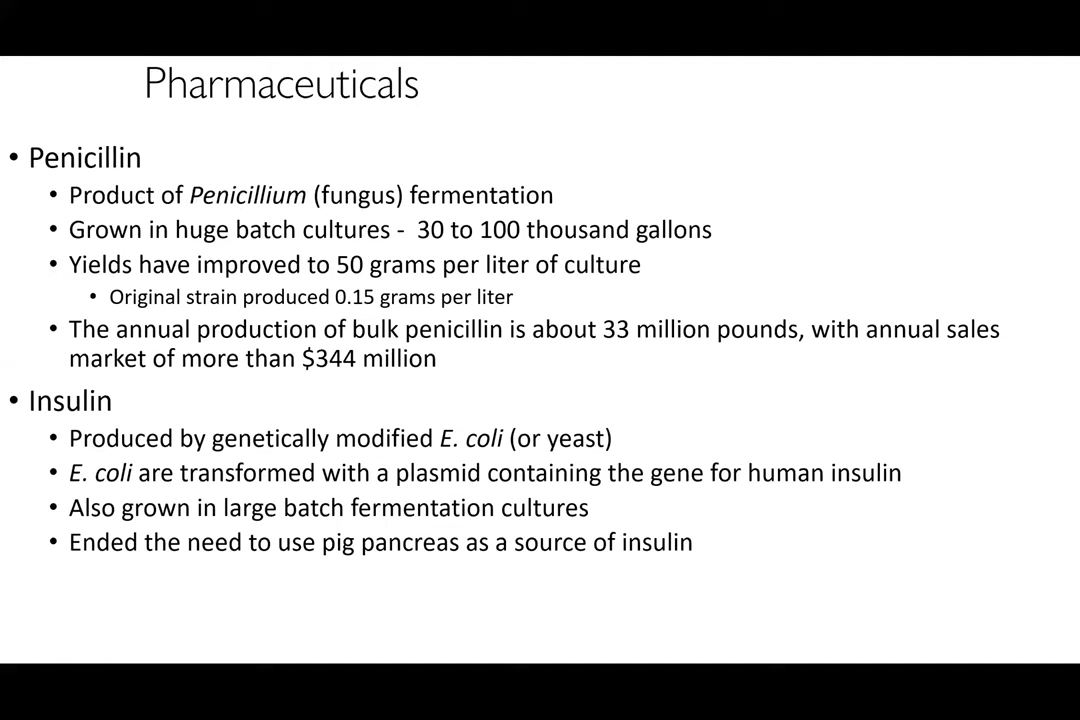 Pharmaceuticals
• Penicillin
• Product of Penicillium (fungus) fermentation
• Grown in huge batch cultures -  30 to 100 thousand gallons
• Yields have improved to 50 grams per liter of culture
• Original strain produced 0.15 grams per liter
• The annual production of bulk penicillin is about 33 million pounds, with annual sales
market of more than $344 million
• Insulin
• Produced by genetically modified E. coli (or yeast)
• E. coli are transformed with a plasmid containing the gene for human insulin
• Also grown in large batch fermentation cultures
• Ended the need to use pig pancreas as a source of insulin